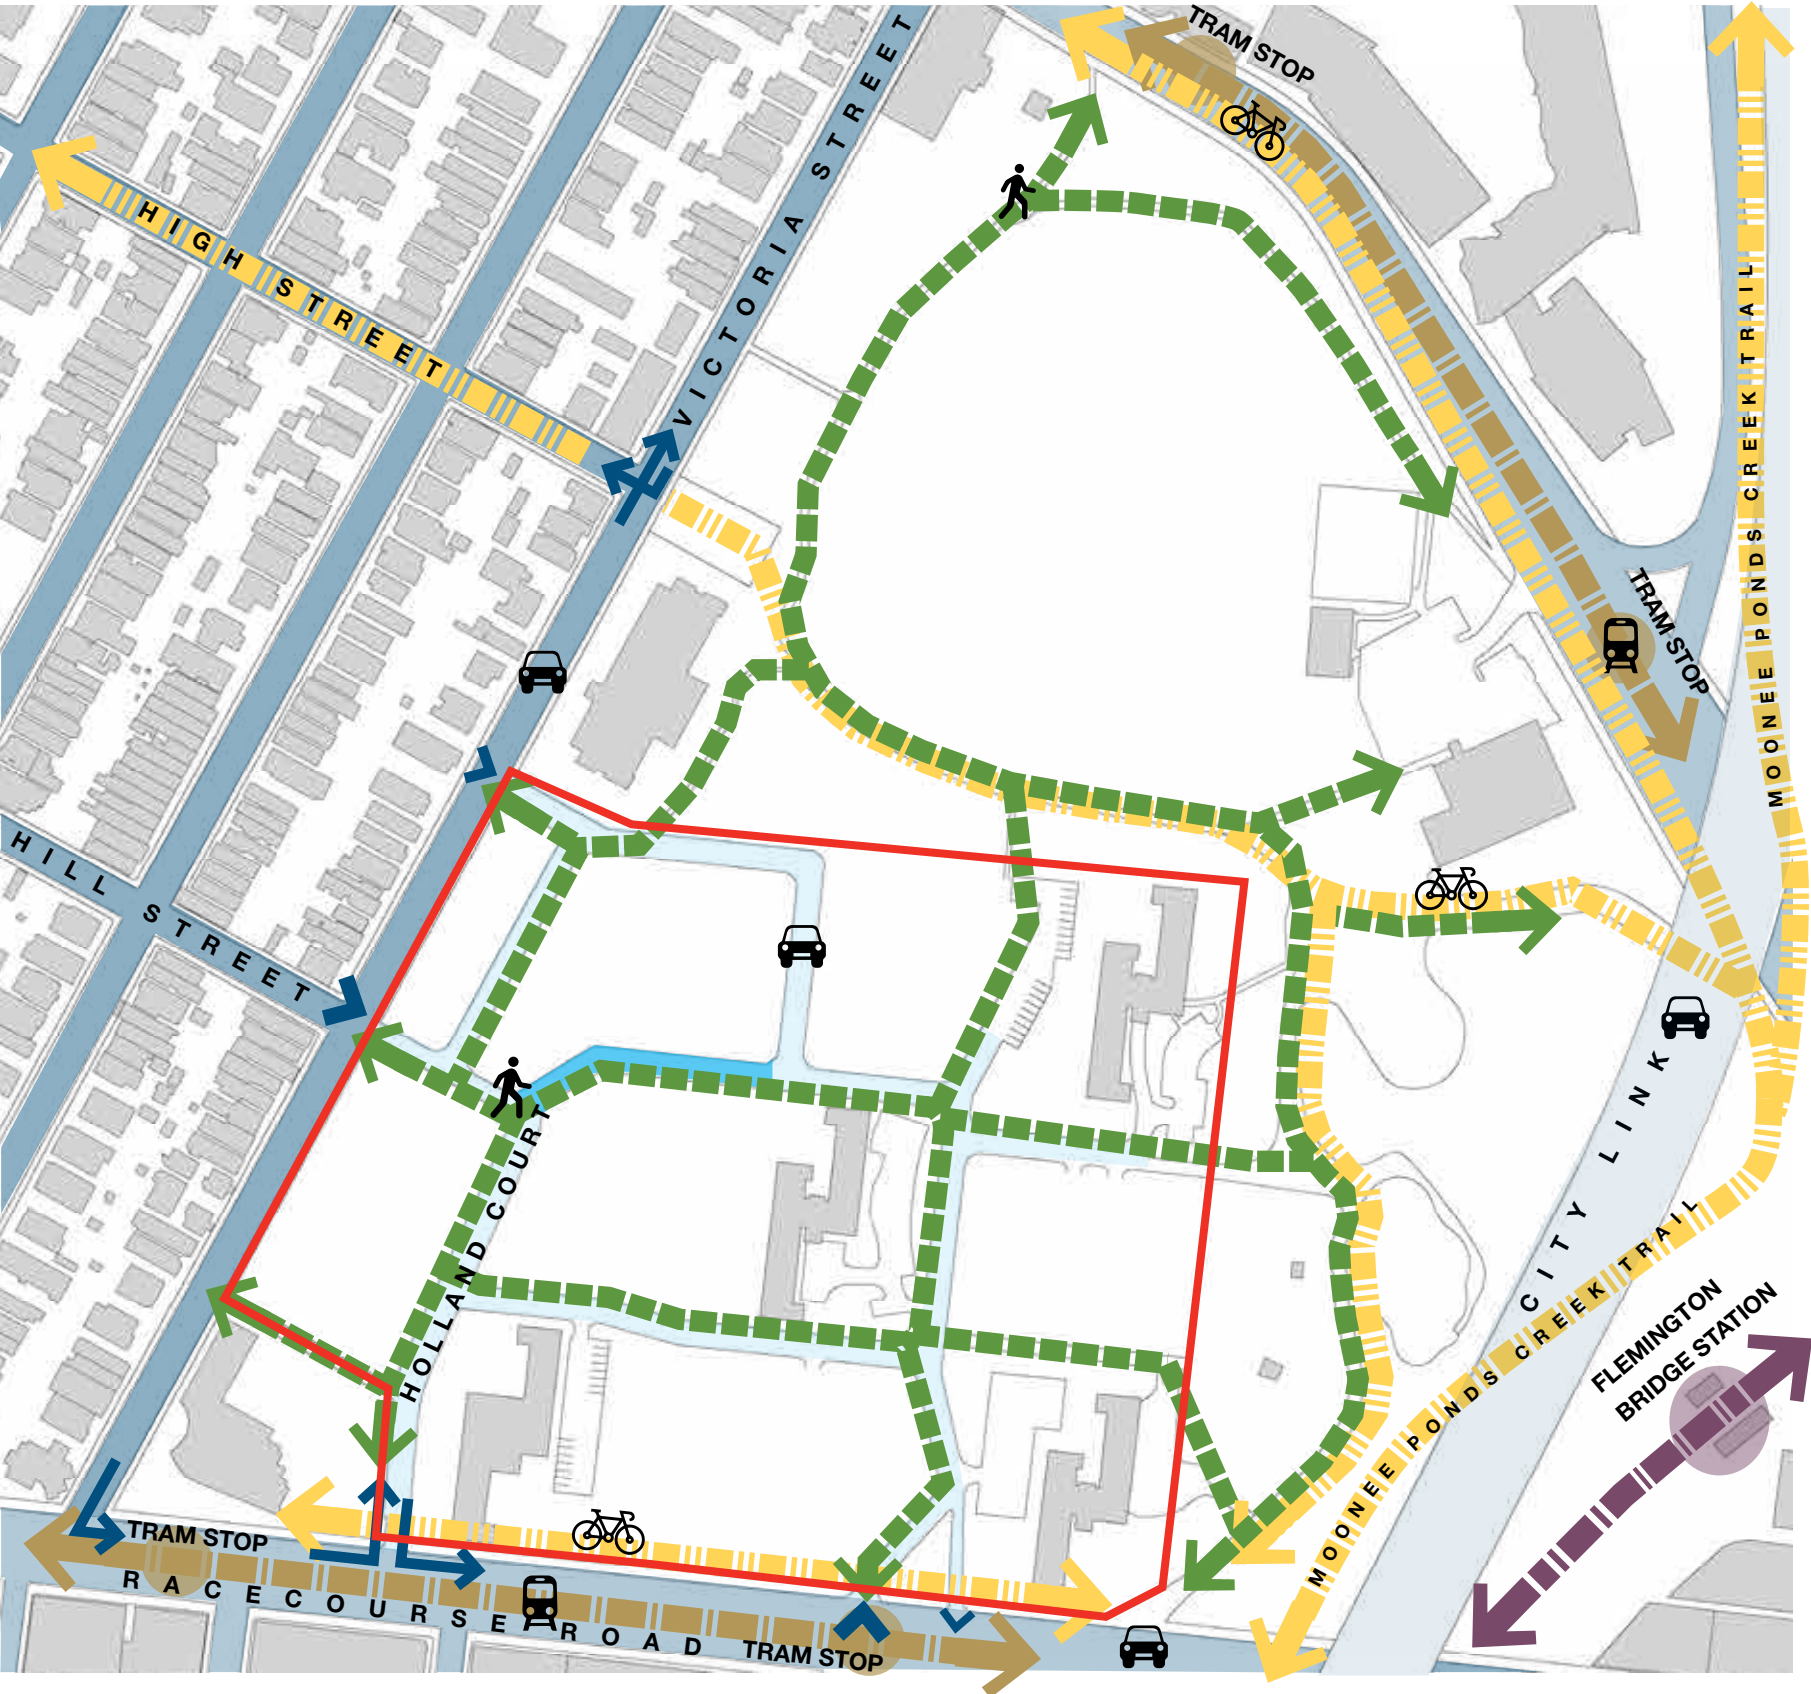 TRAM STOP
VICTORIA STREET
HIGH STREET
MOONEE PONDS CREEK TRAIL
TRAM STOP
HILL STREET
CITY LINK
HOLLAND COURT
MOONEE PONDS CREEK TRAIL
FLEMINGTON
BRIDGE STATION
TRAM STOP
RACECOURSE ROAD
TRAM STOP